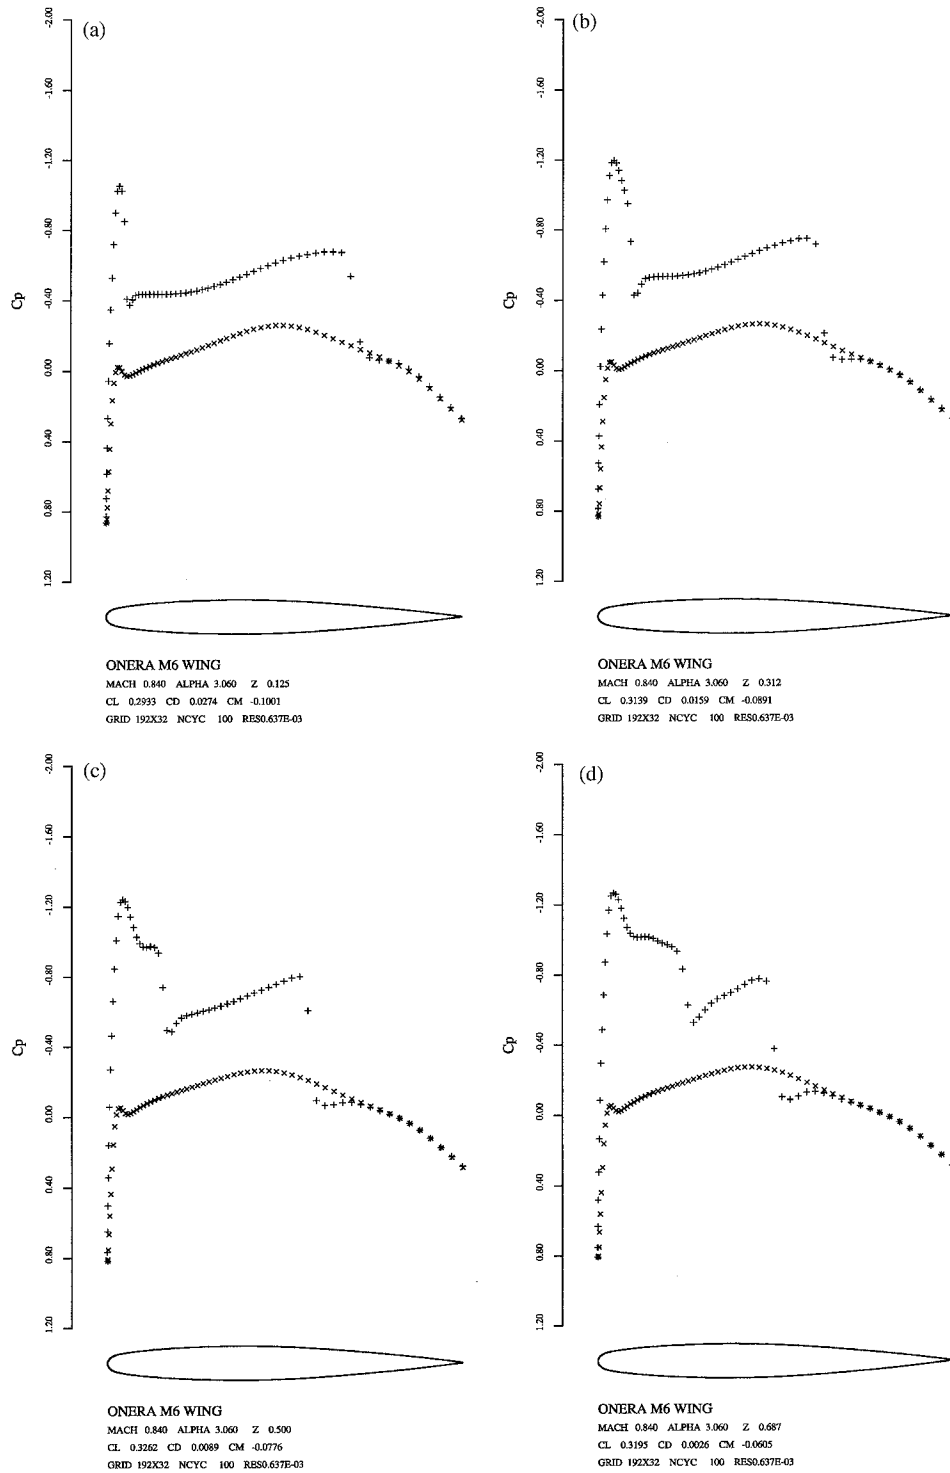 (a)
-2.00
-1.60
-1.20
-0.80
-0.40
0.00
0.40
0.80
1.20
Cp
ONERA M6 WING
MACH 0.840 ALPHA 3.060 Z 0.125
CL 0.2933 CD 0.0274 CM -0.1001
GRID 192X32 NCYC 100 RES0.637E-03
(b)
-2.00
-1.60
-1.20
-0.80
-0.40
0.00
0.40
0.80
1.20
Cp
ONERA M6 WING
MACH 0.840 ALPHA 3.060 Z 0.312
CL 0.3139 CD 0.0159 CM -0.0891
GRID 192X32 NCYC 100 RES0.637E-03
(c)
-2.00
-1.60
-1.20
-0.80
-0.40
0.00
0.40
0.80
1.20
Cp
ONERA M6 WING
MACH 0.840 ALPHA 3.060 Z 0.500
CL 0.3262 CD 0.0089 CM -0.0776
GRID 192X32 NCYC 100 RES0.637E-03
(d)
-2.00
-1.60
-1.20
-0.80
-0.40
0.00
0.40
0.80
1.20
Cp
ONERA M6 WING
MACH 0.840 ALPHA 3.060 Z 0.687
CL 0.3195 CD 0.0026 CM -0.0605
GRID 192X32 NCYC 100 RES0.637E-03